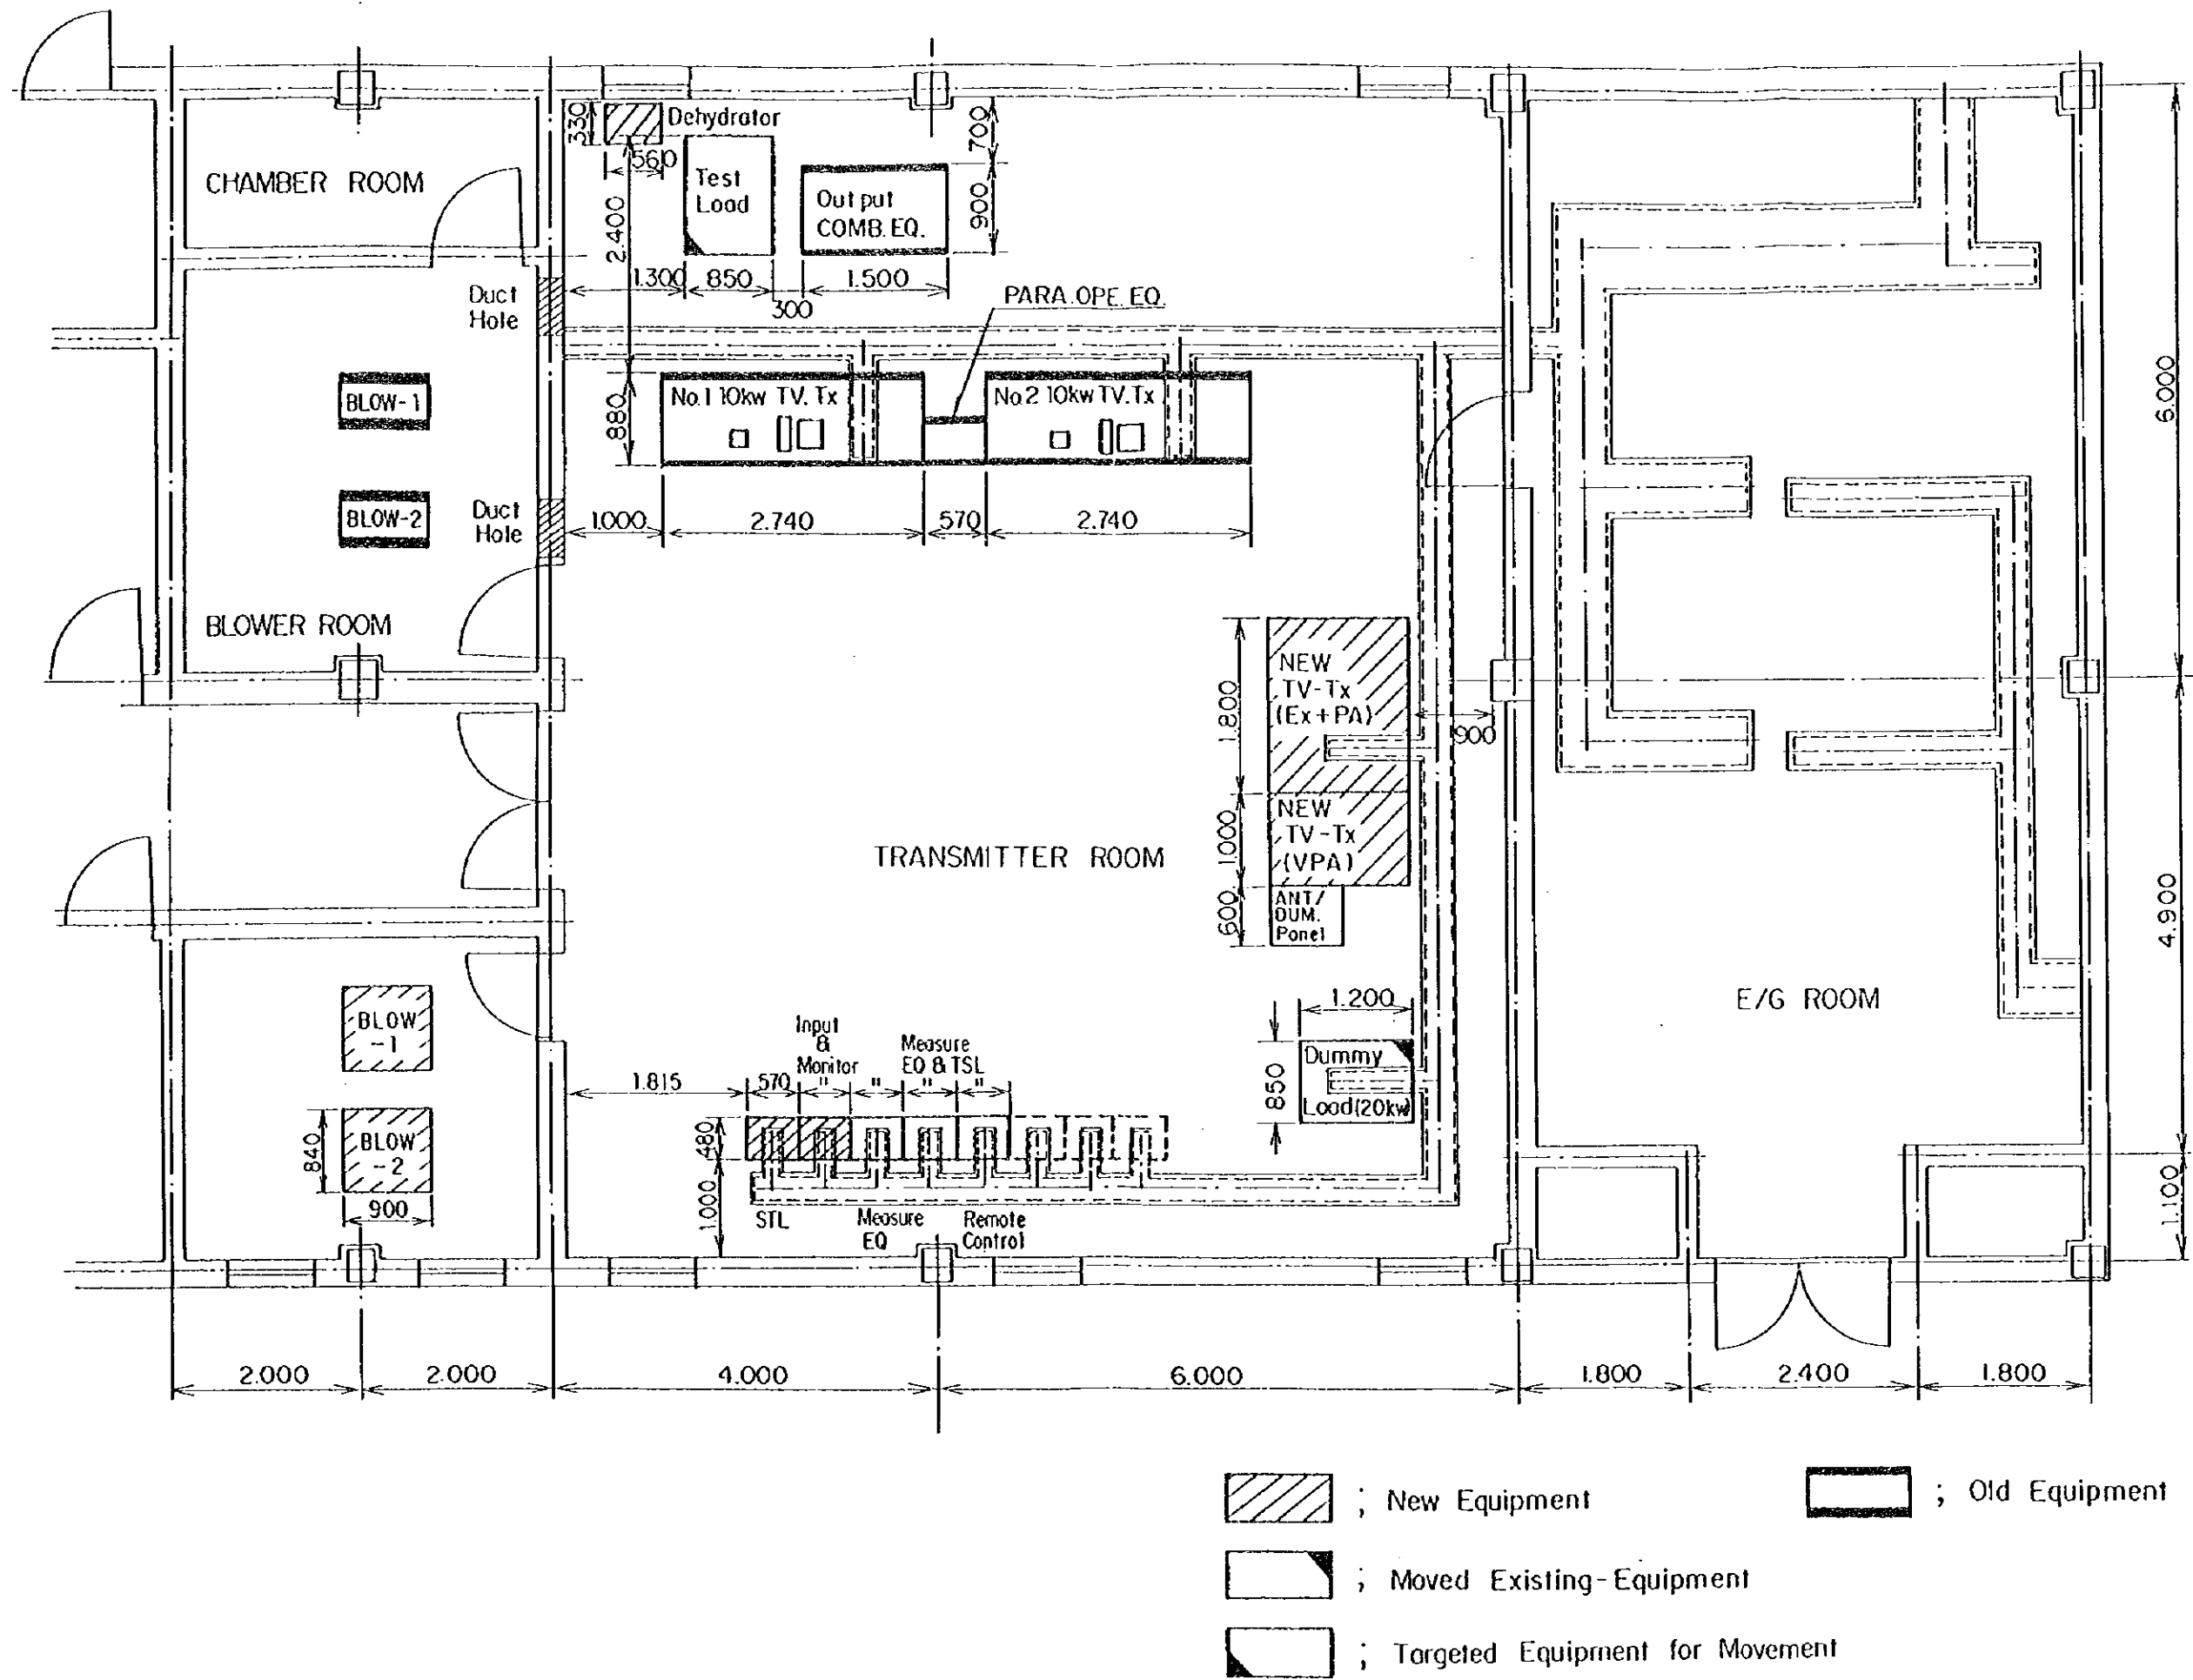 330
Dehydrator
560
Test
Load
Output
COMB. EQ.
700
900
CHAMBER ROOM
2.400
1.300
850
300
1.500
Duct
Hole
PARA. OPE. EQ.
6.000
BLOW-1
880
No.1 10kw TV. Tx
No.2 10kw TV. Tx
BLOW-2
Duct
Hole
1.000
2.740
570
2.740
BLOWER ROOM
1.800
NEW
TV-Tx
(Ex+PA)
900
1.000
NEW
TV-Tx
(VPA)
TRANSMITTER ROOM
600
ANT/
DUM.
Panel
4.900
E/G ROOM
BLOW
-1
Input
&
Monitor
Measure
EQ & TSL
1.200
850
Dummy
Load(20kw)
1.815
570
"
"
"
"
480
840
BLOW
-2
900
1.000
STL
Measure
EQ
Remote
Control
1.100
2.000
2.000
4.000
6.000
1.800
2.400
1.800
; New Equipment
; Old Equipment
; Moved Existing-Equipment
; Targeted Equipment for Movement